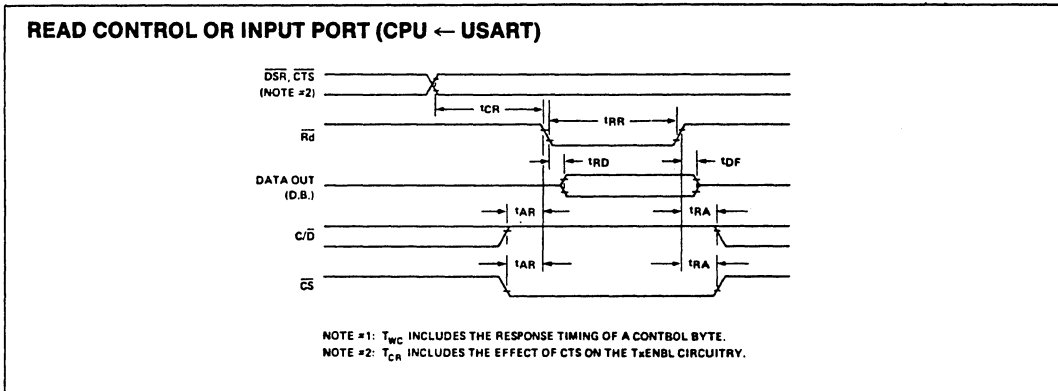 READ CONTROL OR INPUT PORT (CPU ← USART)
DSR, CTS
(NOTE #2)
tCR
tRR
Rd
tRD
tDF
DATA OUT
(D.B.)
tAR
tRA
C/D
tAR
tRA
CS
NOTE #1: TWC INCLUDES THE RESPONSE TIMING OF A CONTROL BYTE.
NOTE #2: TCR INCLUDES THE EFFECT OF CTS ON THE TxENBL CIRCUITRY.